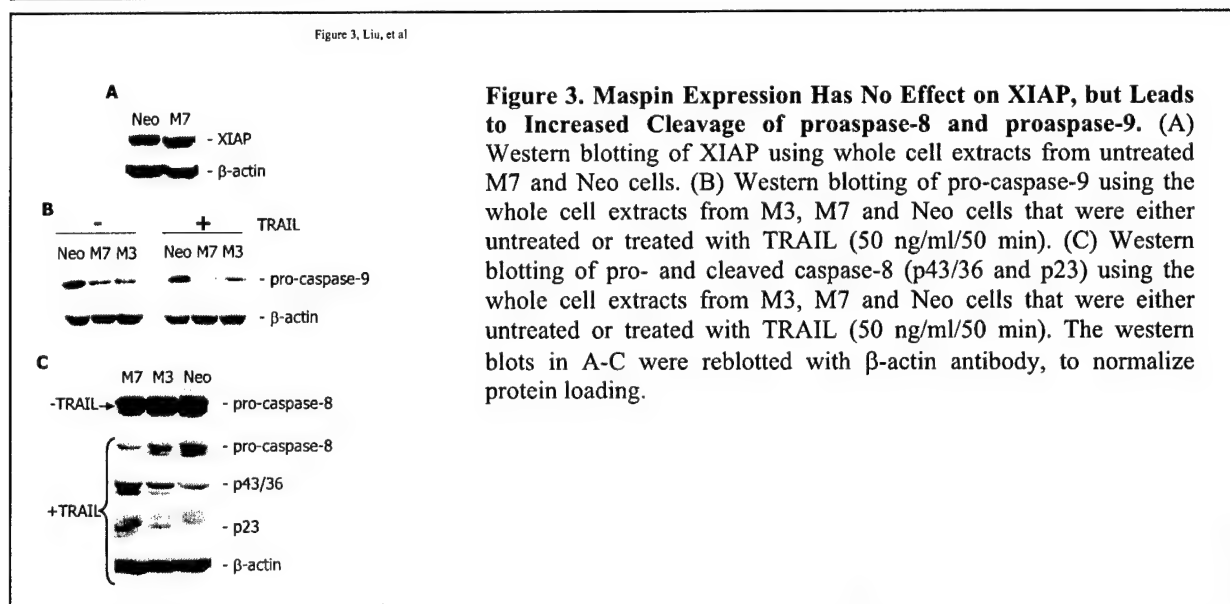 Figure 3, Liu, et al
A
Neo M7
- XIAP
- β-actin
B
- +
TRAIL
Neo M7 M3 Neo M7 M3
- pro-caspase-9
- β-actin
C
M7 M3 Neo
-TRAIL→ - pro-caspase-8
- pro-caspase-8
- p43/36
+TRAIL
- p23
- β-actin
Figure 3. Maspin Expression Has No Effect on XIAP, but Leads
to Increased Cleavage of proaspase-8 and proaspase-9. (A)
Western blotting of XIAP using whole cell extracts from untreated
M7 and Neo cells. (B) Western blotting of pro-caspase-9 using the
whole cell extracts from M3, M7 and Neo cells that were either
untreated or treated with TRAIL (50 ng/ml/50 min). (C) Western
blotting of pro- and cleaved caspase-8 (p43/36 and p23) using the
whole cell extracts from M3, M7 and Neo cells that were either
untreated or treated with TRAIL (50 ng/ml/50 min). The western
blots in A-C were reblotted with β-actin antibody, to normalize
protein loading.